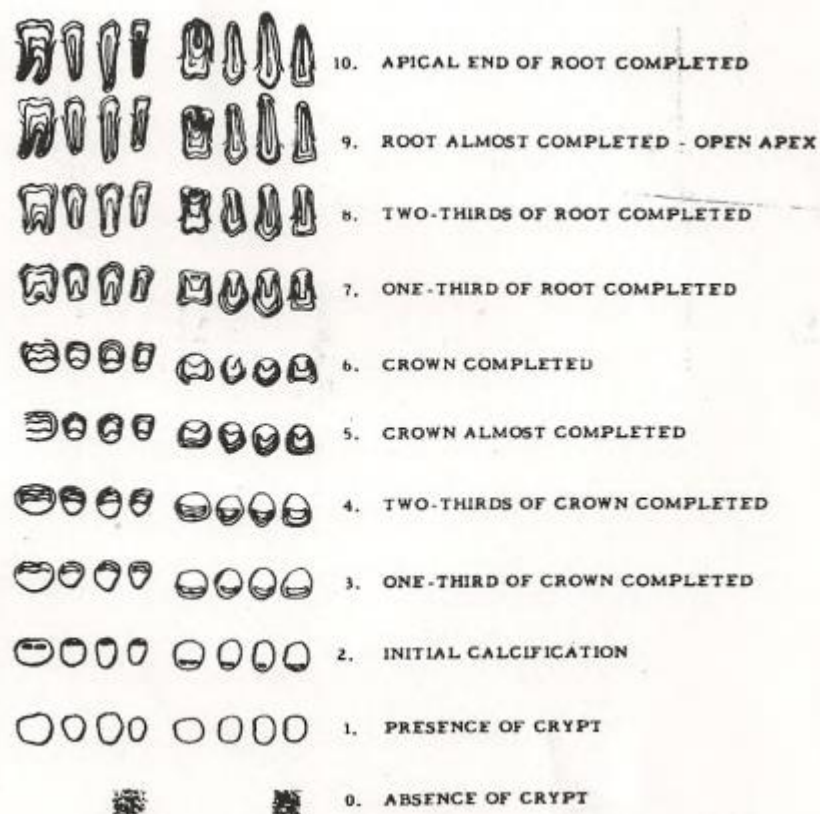 10. APICAL END OF ROOT COMPLETED
9. ROOT ALMOST COMPLETED - OPEN APEX
8. TWO-THIRDS OF ROOT COMPLETED
7. ONE-THIRD OF ROOT COMPLETED
6. CROWN COMPLETED
5. CROWN ALMOST COMPLETED
4. TWO-THIRDS OF CROWN COMPLETED
3. ONE-THIRD OF CROWN COMPLETED
2. INITIAL CALCIFICATION
1. PRESENCE OF CRYPT
0. ABSENCE OF CRYPT